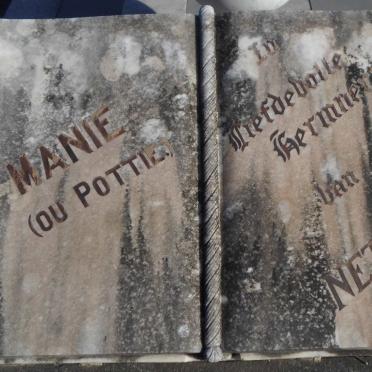 MANIE
(OU POTTIE)
In
Liefdevolle
van